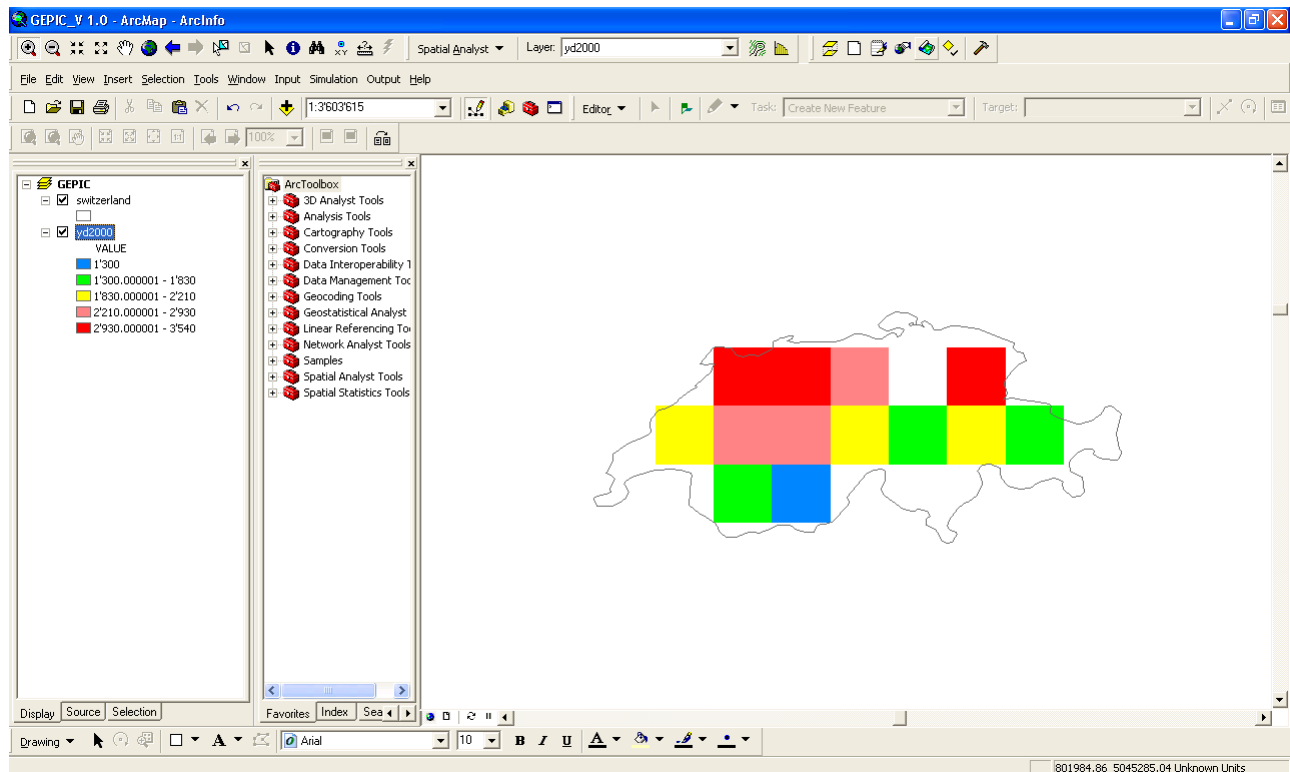 GEPIC_V 1.0 - ArcMap - ArcInfo
Spatial Analyst Layer: yd2000
File Edit View Insert Selection Tools Window Input Simulation Output Help
1:3'603'615 Editor Task: Create New Feature Target:
100%
GEPIC
switzerland
yd2000
VALUE
1'300
1'300.000001 - 1'830
1'830.000001 - 2'210
2'210.000001 - 2'930
2'930.000001 - 3'540
Display Source Selection
ArcToolbox
3D Analyst Tools
Analysis Tools
Cartography Tools
Conversion Tools
Data Interoperability T
Data Management Too
Geocoding Tools
Geostatistical Analyst
Linear Referencing To
Network Analyst Tools
Samples
Spatial Analyst Tools
Spatial Statistics Tools
Favorites Index Sea
Drawing A Arial 10 B I U A
801984.86 5045285.04 Unknown Units